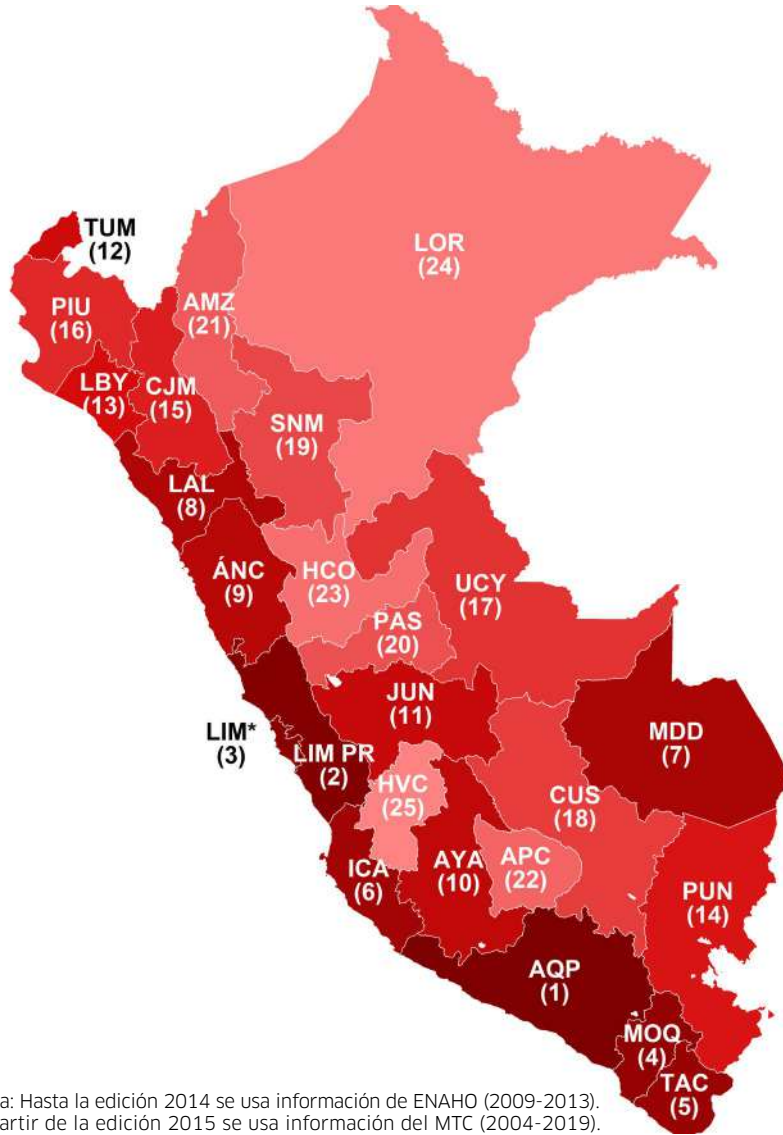 TUM
(12)
LOR
(24)
PIU
(16)
AMZ
(21)
LBY
(13)
CJM
(15)
SNM
(19)
LAL
(8)
ÁNC
(9)
HCO
(23)
UCY
(17)
PAS
(20)
JUN
(11)
LIM*
(3)
LIM PR
(2)
MDD
(7)
HVC
(25)
CUS
(18)
ICA
(6)
AYA
(10)
APC
(22)
PUN
(14)
AQP
(1)
MOQ
(4)
TAC
(5)
a: Hasta la edición 2014 se usa información de ENAHO (2009-2013).
artir de la edición 2015 se usa información del MTC (2004-2019).